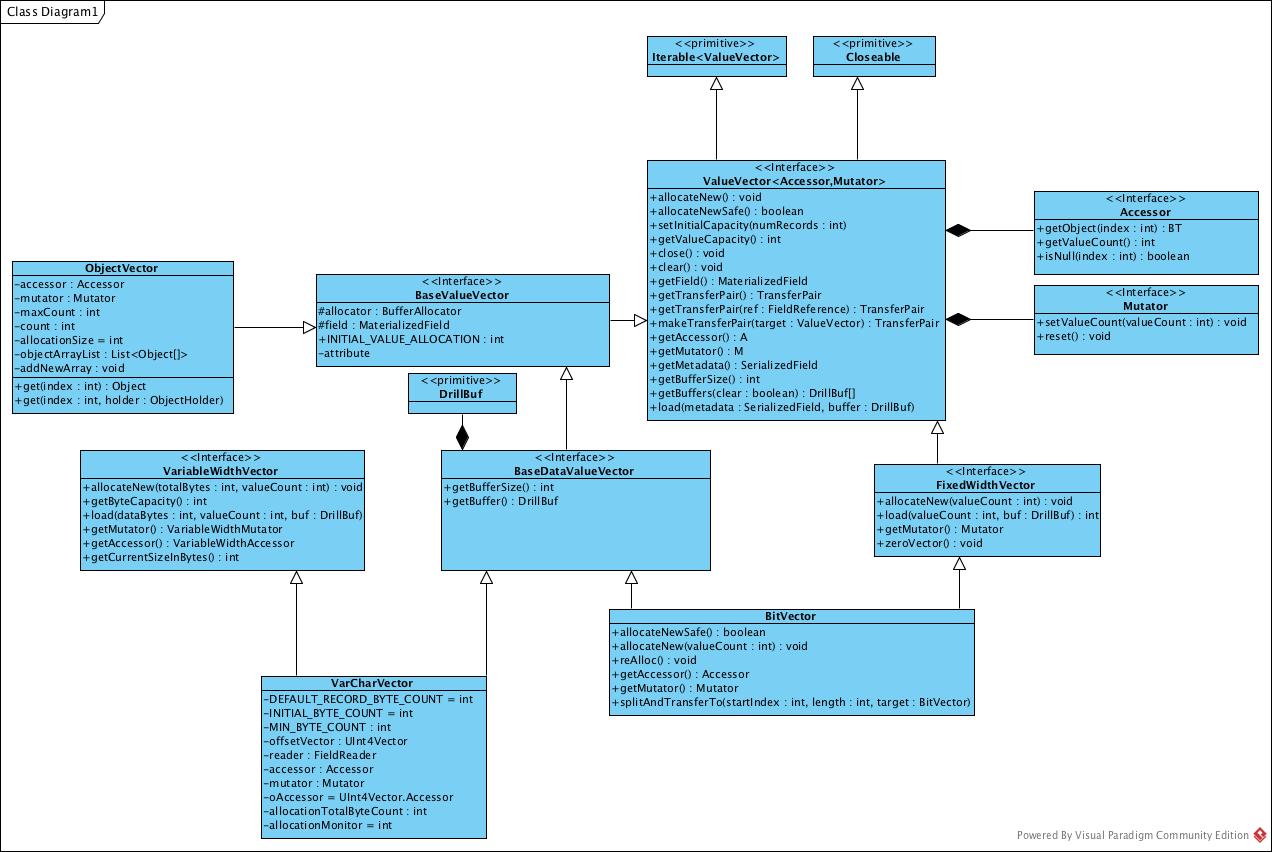 Class Diagram1
<<primitive>>
Iterable<ValueVector>
<<primitive>>
Closeable
<<Interface>>
ValueVector<Accessor,Mutator>
+allocateNew() : void
+allocateNewSafe() : boolean
+setInitialCapacity(numRecords : int)
+getValueCapacity() : int
+close() : void
+clear() : void
+getField() : MaterializedField
+getTransferPair() : TransferPair
+getTransferPair(ref : FieldReference) : TransferPair
+makeTransferPair(target : ValueVector) : TransferPair
+getAccessor() : A
+getMutator() : M
+getMetadata() : SerializedField
+getBufferSize() : int
+getBuffers(clear : boolean) : DrillBuf[]
+load(metadata : SerializedField, buffer : DrillBuf)
<<Interface>>
Accessor
+getObject(index : int) : BT
+getValueCount() : int
+isNull(index : int) : boolean
<<Interface>>
Mutator
+setValueCount(valueCount : int) : void
+reset() : void
ObjectVector
-accessor : Accessor
-mutator : Mutator
-maxCount : int
-count : int
-allocationSize = int
-objectArrayList : List<Object[]>
-addNewArray : void
+get(index : int) : Object
+get(index : int, holder : ObjectHolder)
<<Interface>>
BaseValueVector
#allocator : BufferAllocator
#field : MaterializedField
+INITIAL_VALUE_ALLOCATION : int
-attribute
<<primitive>>
DrillBuf
<<Interface>>
VariableWidthVector
+allocateNew(totalBytes : int, valueCount : int) : void
+getByteCapacity() : int
+load(dataBytes : int, valueCount : int, buf : DrillBuf)
+getMutator() : VariableWidthMutator
+getAccessor() : VariableWidthAccessor
+getCurrentSizeInBytes() : int
<<Interface>>
BaseDataValueVector
+getBufferSize() : int
+getBuffer() : DrillBuf
<<Interface>>
FixedWidthVector
+allocateNew(valueCount : int) : void
+load(valueCount : int, buf : DrillBuf) : int
+getMutator() : Mutator
+zeroVector() : void
BitVector
+allocateNewSafe() : boolean
+allocateNew(valueCount : int) : void
+reAlloc() : void
+getAccessor() : Accessor
+getMutator() : Mutator
+splitAndTransferTo(startIndex : int, length : int, target : BitVector)
VarCharVector
-DEFAULT_RECORD_BYTE_COUNT = int
-INITIAL_BYTE_COUNT = int
-MIN_BYTE_COUNT : int
-offsetVector : UInt4Vector
-reader : FieldReader
-accessor : Accessor
-mutator : Mutator
-oAccessor = UInt4Vector.Accessor
-allocationTotalByteCount : int
-allocationMonitor = int
Powered By Visual Paradigm Community Edition